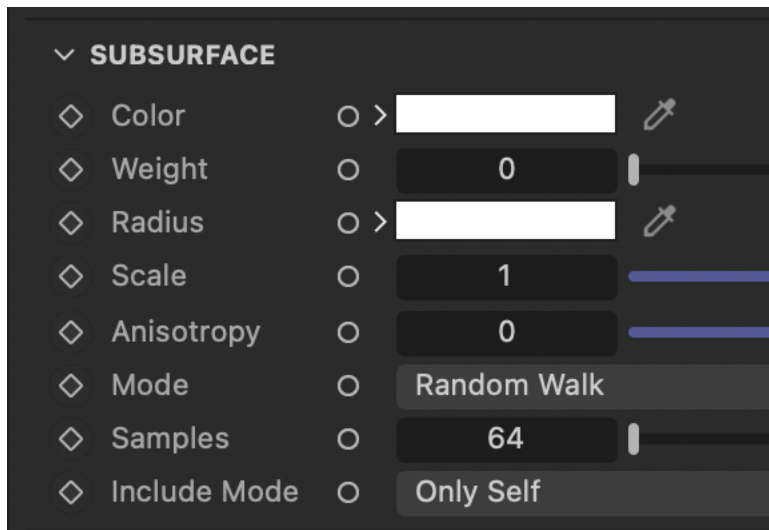 SUBSURFACE
Color
Weight 0
Radius
Scale 1
Anisotropy 0
Mode Random Walk
Samples 64
Include Mode Only Self